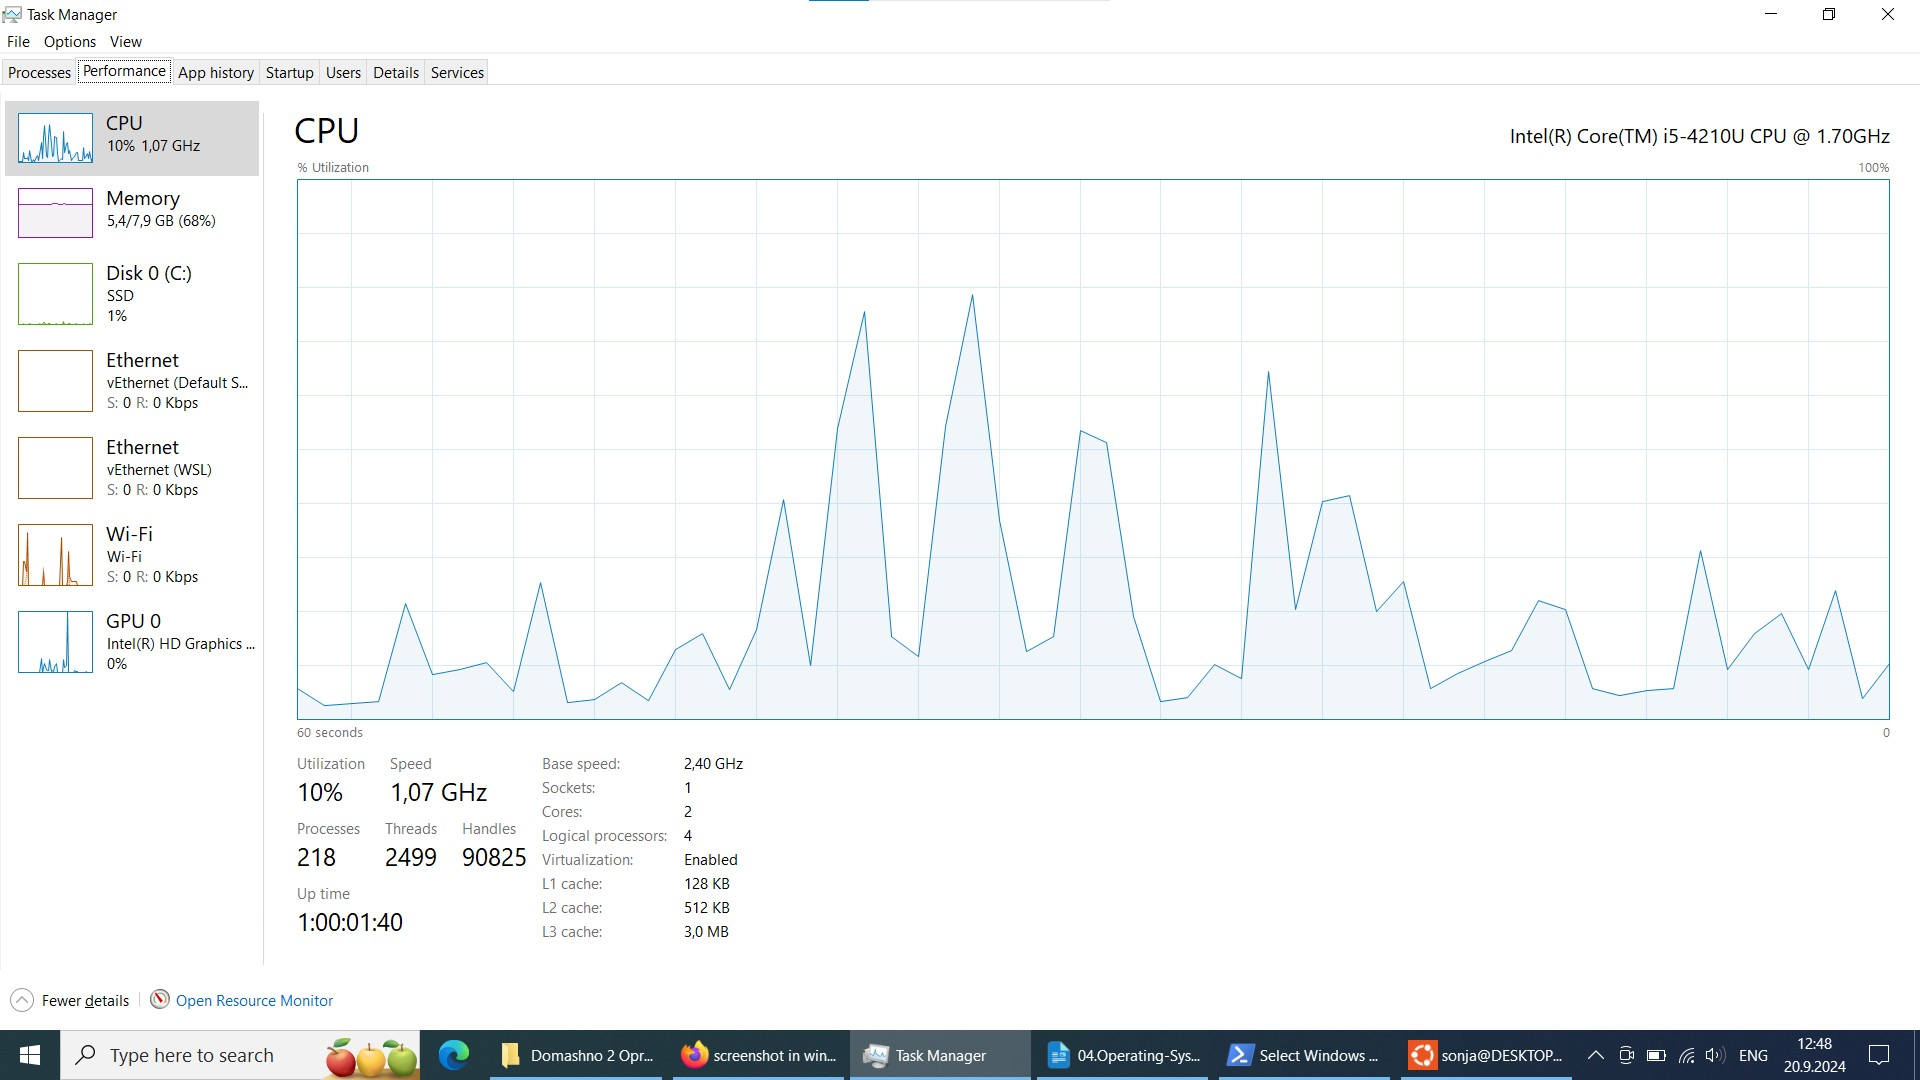 Task Manager
File Options View
Processes Performance App history Startup Users Details Services
CPU
10% 1,07 GHz
Memory
5,4/7,9 GB (68%)
Disk 0 (C:)
SSD
1%
Ethernet
vEthernet (Default S...
S: 0 R: 0 Kbps
Ethernet
vEthernet (WSL)
S: 0 R: 0 Kbps
Wi-Fi
Wi-Fi
S: 0 R: 0 Kbps
GPU 0
Intel(R) HD Graphics ...
0%
CPU
Intel(R) Core(TM) i5-4210U CPU @ 1.70GHz
% Utilization 100%
60 seconds 0
Utilization Speed
10% 1,07 GHz
Processes Threads Handles
218 2499 90825
Up time
1:00:01:40
Base speed: 2,40 GHz
Sockets: 1
Cores: 2
Logical processors: 4
Virtualization: Enabled
L1 cache: 128 KB
L2 cache: 512 KB
L3 cache: 3,0 MB
Fewer details Open Resource Monitor
Type here to search
Domashno 2 Opr...
screenshot in win...
Task Manager
04.Operating-Sys...
Select Windows ...
sonja@DESKTOP...
ENG
12:48
20.9.2024